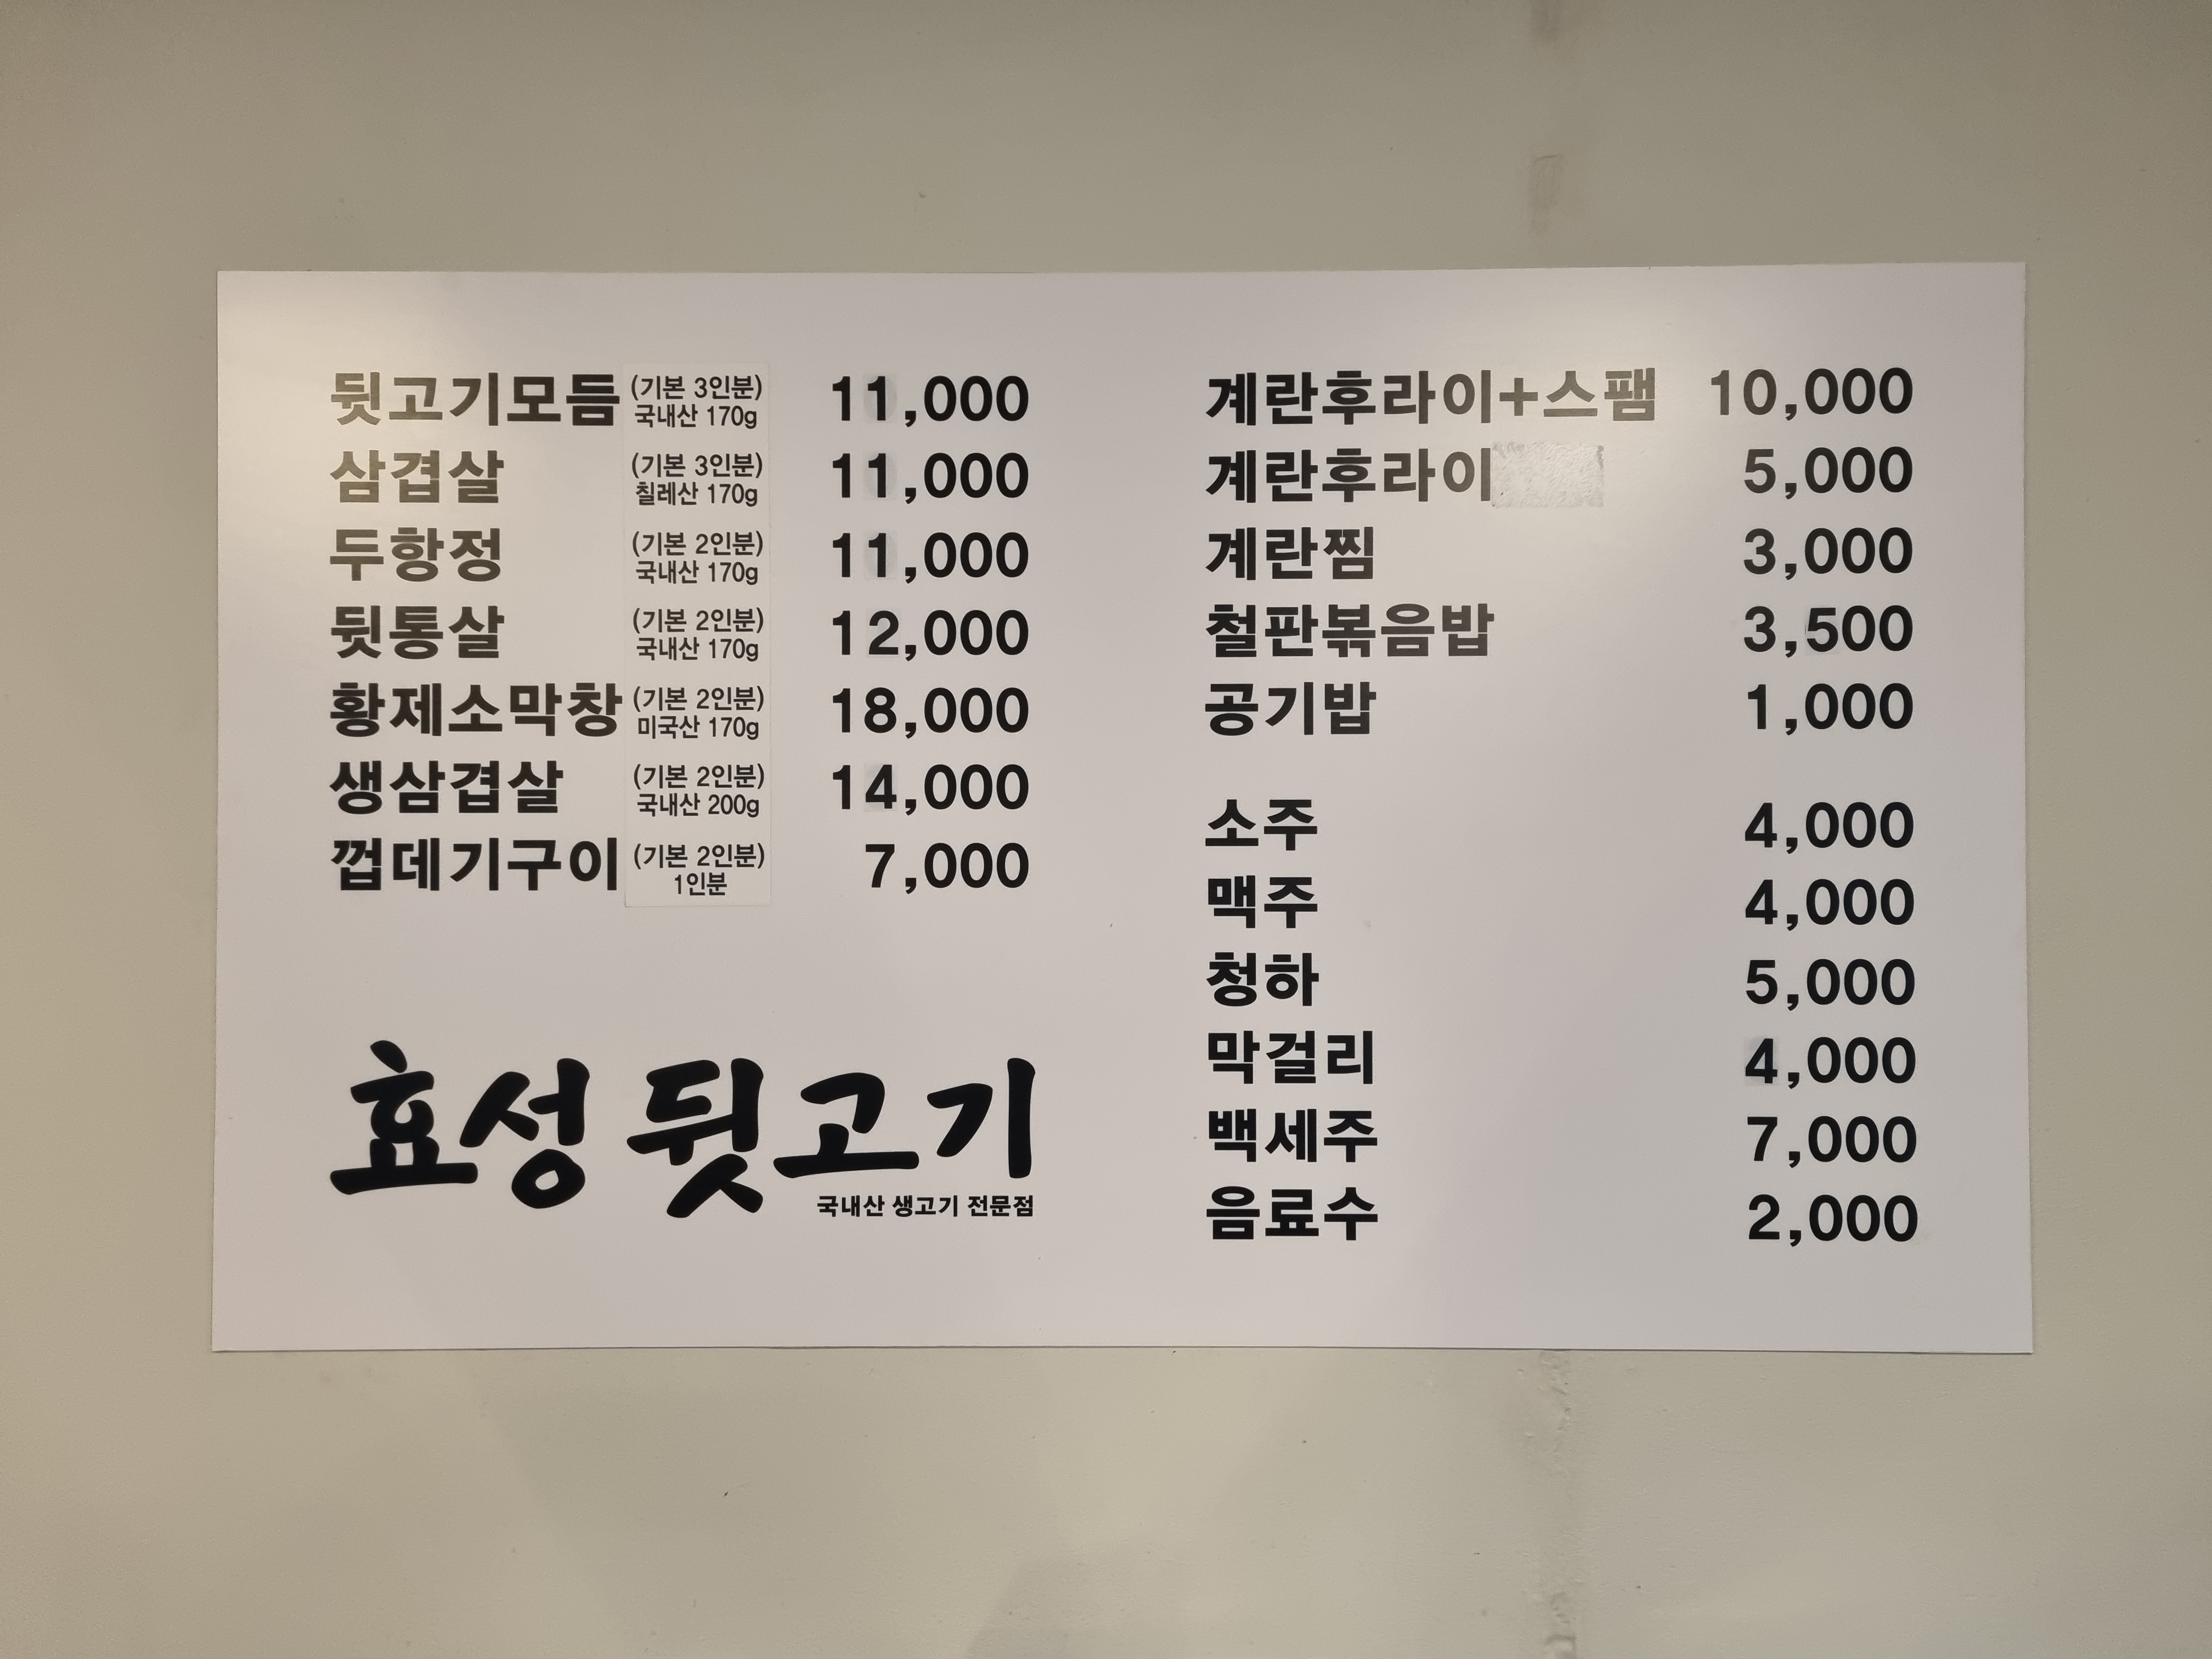 뒷고기모듬 (기본 3인분) 국내산 170g 11,000
삼겹살 (기본 3인분) 칠레산 170g 11,000
두항정 (기본 2인분) 국내산 170g 11,000
뒷통살 (기본 2인분) 국내산 170g 12,000
황제소막창 (기본 2인분) 미국산 170g 18,000
생삼겹살 (기본 2인분) 국내산 200g 14,000
껍데기구이 (기본 2인분) 1인분 7,000
효성 뒷고기
국내산 생고기 전문점
계란후라이+스팸 10,000
계란후라이 5,000
계란찜 3,000
철판볶음밥 3,500
공기밥 1,000
소주 4,000
맥주 4,000
청하 5,000
막걸리 4,000
백세주 7,000
음료수 2,000